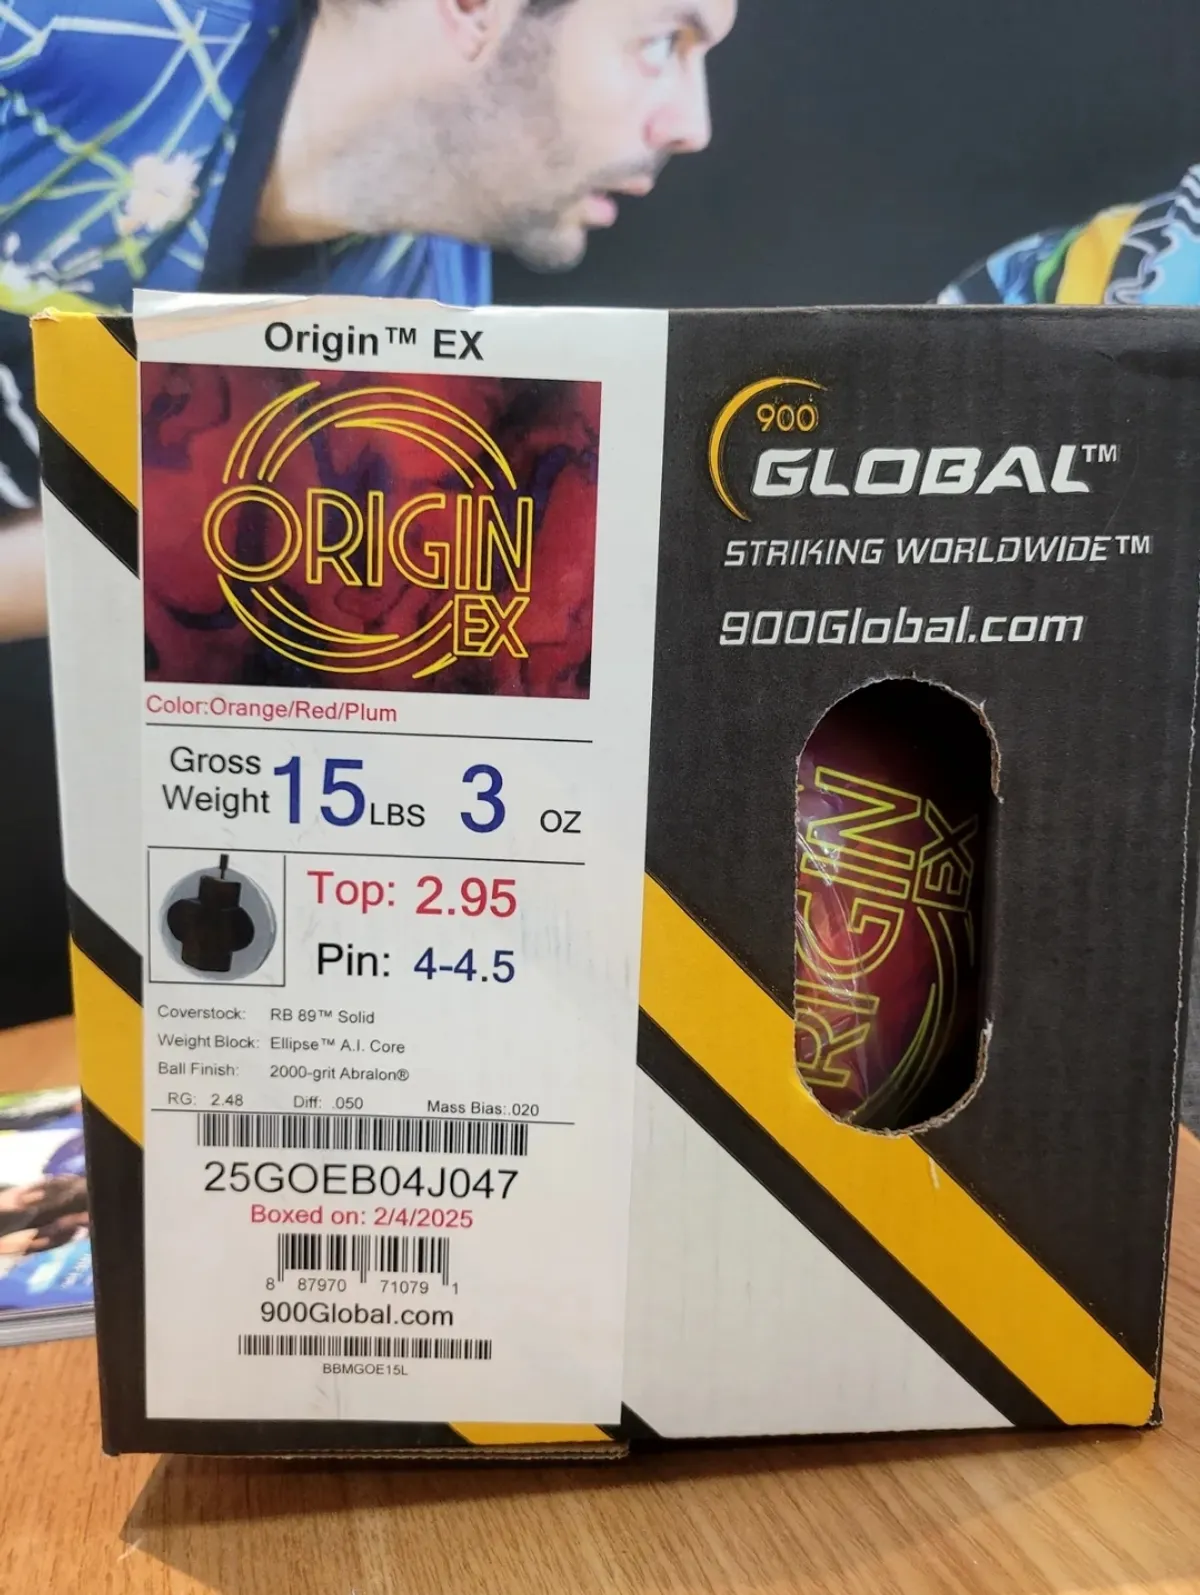 Origin™ EX
ORIGIN
EX
Color:Orange/Red/Plum
Gross Weight 15 LBS 3 OZ
Top: 2.95
Pin: 4-4.5
Coverstock: RB 89™ Solid
Weight Block: Ellipse™ A.I. Core
Ball Finish: 2000-grit Abralon®
RG: 2.48 Diff: .050 Mass Bias:.020
25GOEB04J047
Boxed on: 2/4/2025
8 87970 71079 1
900Global.com
BBMGOE15L
900
GLOBAL™
STRIKING WORLDWIDE™
900Global.com
RIGIN
EX